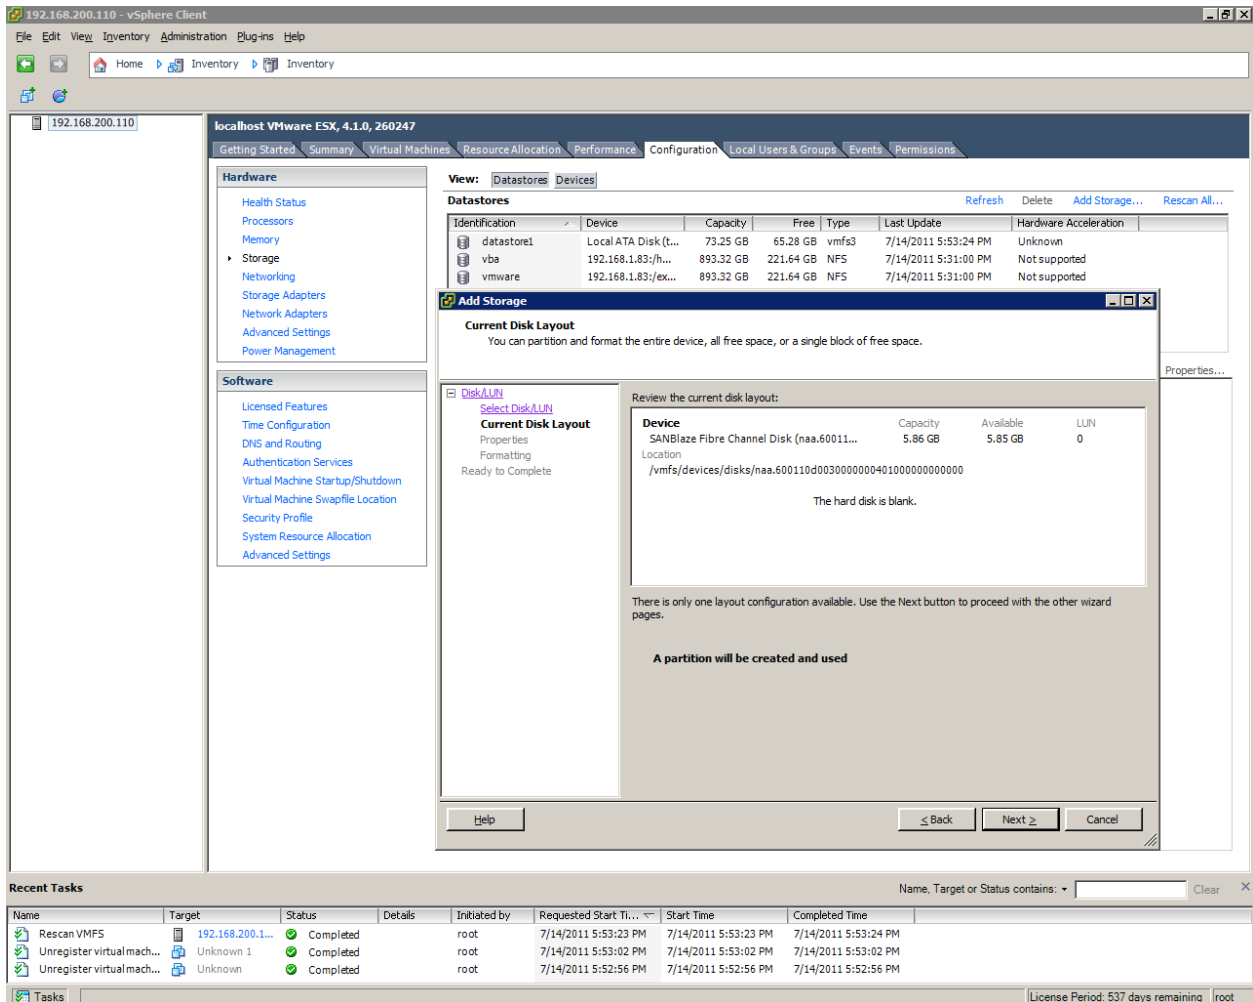 192.168.200.110 - vSphere Client
File Edit View Inventory Administration Plug-ins Help
Home Inventory Inventory
192.168.200.110
localhost VMware ESX, 4.1.0, 260247
Getting Started Summary Virtual Machines Resource Allocation Performance Configuration Local Users & Groups Events Permissions
Hardware
Health Status
Processors
Memory
Storage
Networking
Storage Adapters
Network Adapters
Advanced Settings
Power Management
Software
Licensed Features
Time Configuration
DNS and Routing
Authentication Services
Virtual Machine Startup/Shutdown
Virtual Machine Swapfile Location
Security Profile
System Resource Allocation
Advanced Settings
View: Datastores Devices
Datastores Refresh Delete Add Storage... Rescan All...
Identification Device Capacity Free Type Last Update Hardware Acceleration
datastore1 Local ATA Disk (t... 73.25 GB 65.28 GB vmfs3 7/14/2011 5:53:24 PM Unknown
vba 192.168.1.83:/h... 893.32 GB 221.64 GB NFS 7/14/2011 5:31:00 PM Not supported
vmware 192.168.1.83:/ex... 893.32 GB 221.64 GB NFS 7/14/2011 5:31:00 PM Not supported
Properties...
Add Storage
Current Disk Layout
You can partition and format the entire device, all free space, or a single block of free space.
Disk/LUN
Select Disk/LUN
Current Disk Layout
Properties
Formatting
Ready to Complete
Review the current disk layout:
Device Capacity Available LUN
SANBlaze Fibre Channel Disk (naa.60011... 5.86 GB 5.85 GB 0
Location
/vmfs/devices/disks/naa.600110d0030000000401000000000000
The hard disk is blank.
There is only one layout configuration available. Use the Next button to proceed with the other wizard
pages.
A partition will be created and used
Help < Back Next > Cancel
Recent Tasks Name, Target or Status contains: Clear
Name Target Status Details Initiated by Requested Start Ti... Start Time Completed Time
Rescan VMFS 192.168.200.1... Completed root 7/14/2011 5:53:23 PM 7/14/2011 5:53:23 PM 7/14/2011 5:53:24 PM
Unregister virtual mach... Unknown 1 Completed root 7/14/2011 5:53:02 PM 7/14/2011 5:53:02 PM 7/14/2011 5:53:02 PM
Unregister virtual mach... Unknown Completed root 7/14/2011 5:52:56 PM 7/14/2011 5:52:56 PM 7/14/2011 5:52:56 PM
Tasks License Period: 537 days remaining root